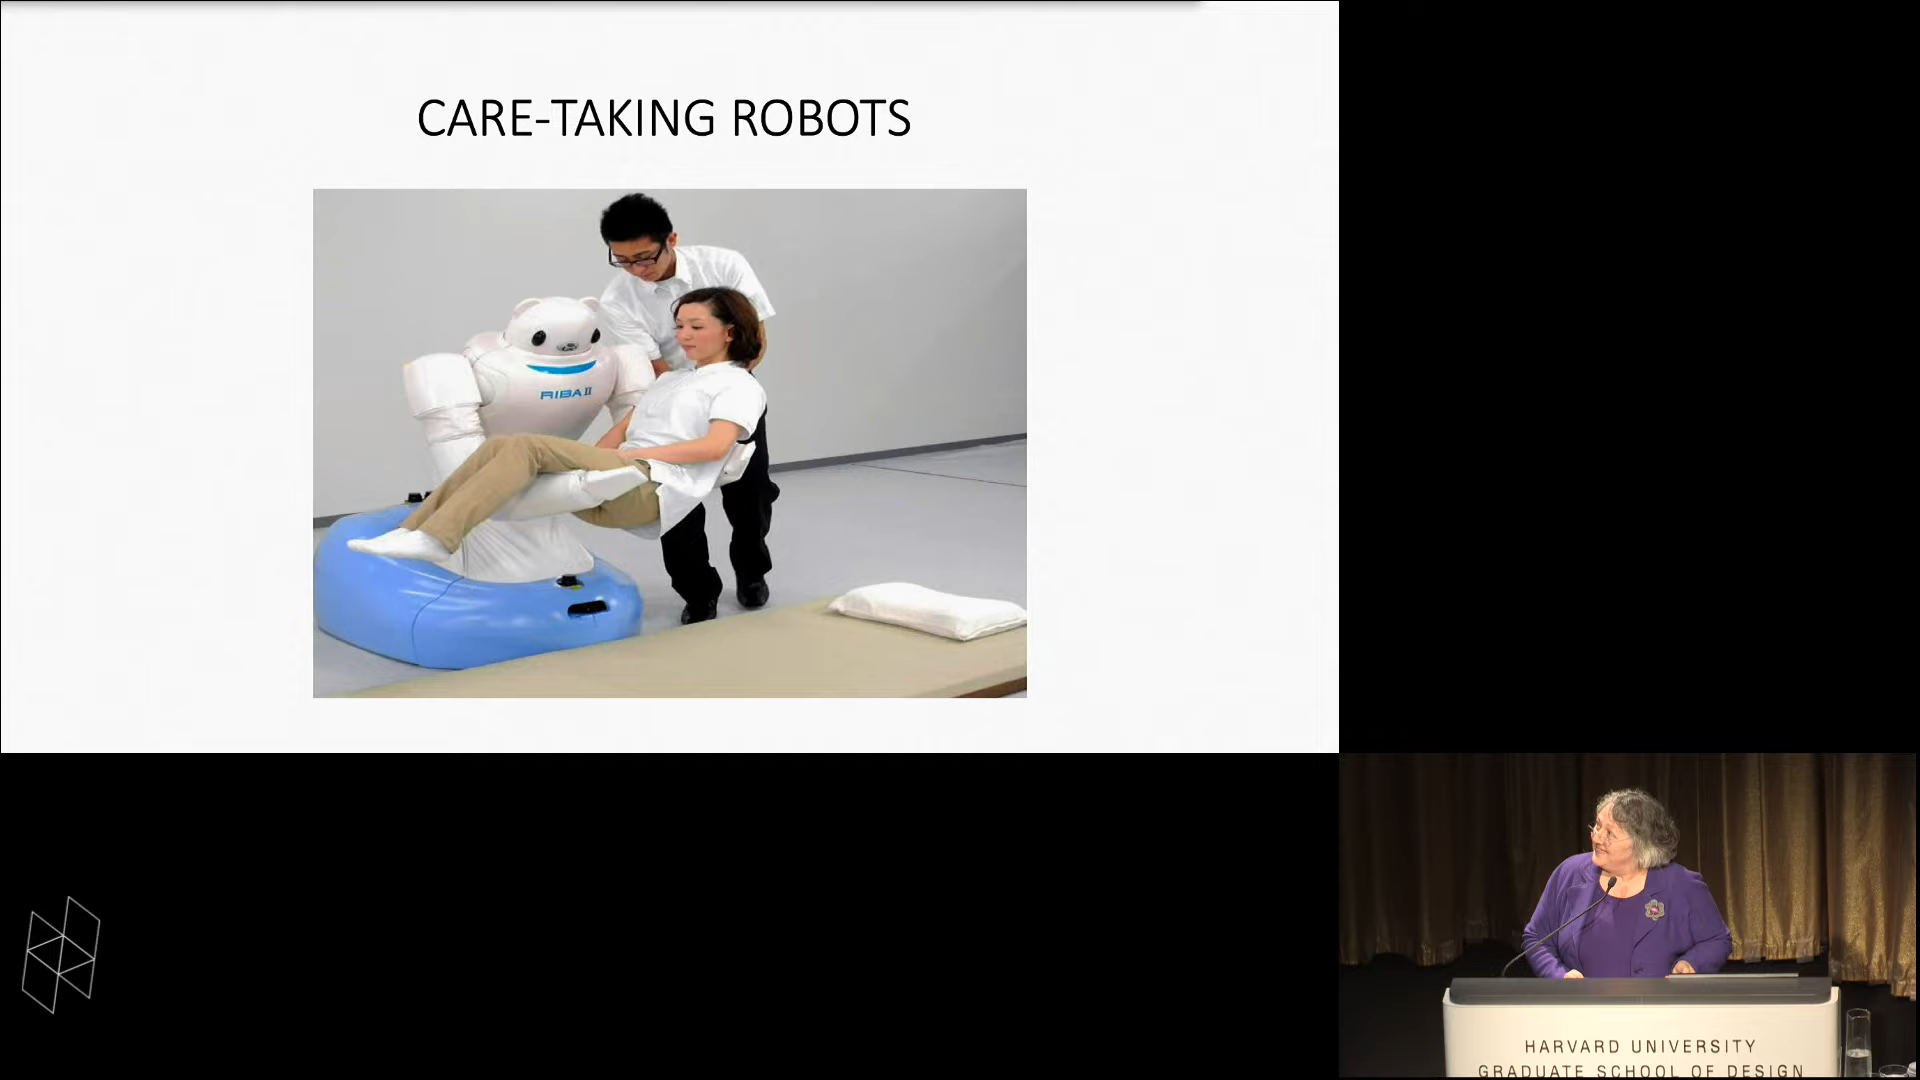 CARE-TAKING ROBOTS
RIBA II
HARVARD UNIVERSITY
GRADUATE SCHOOL OF DESIGN